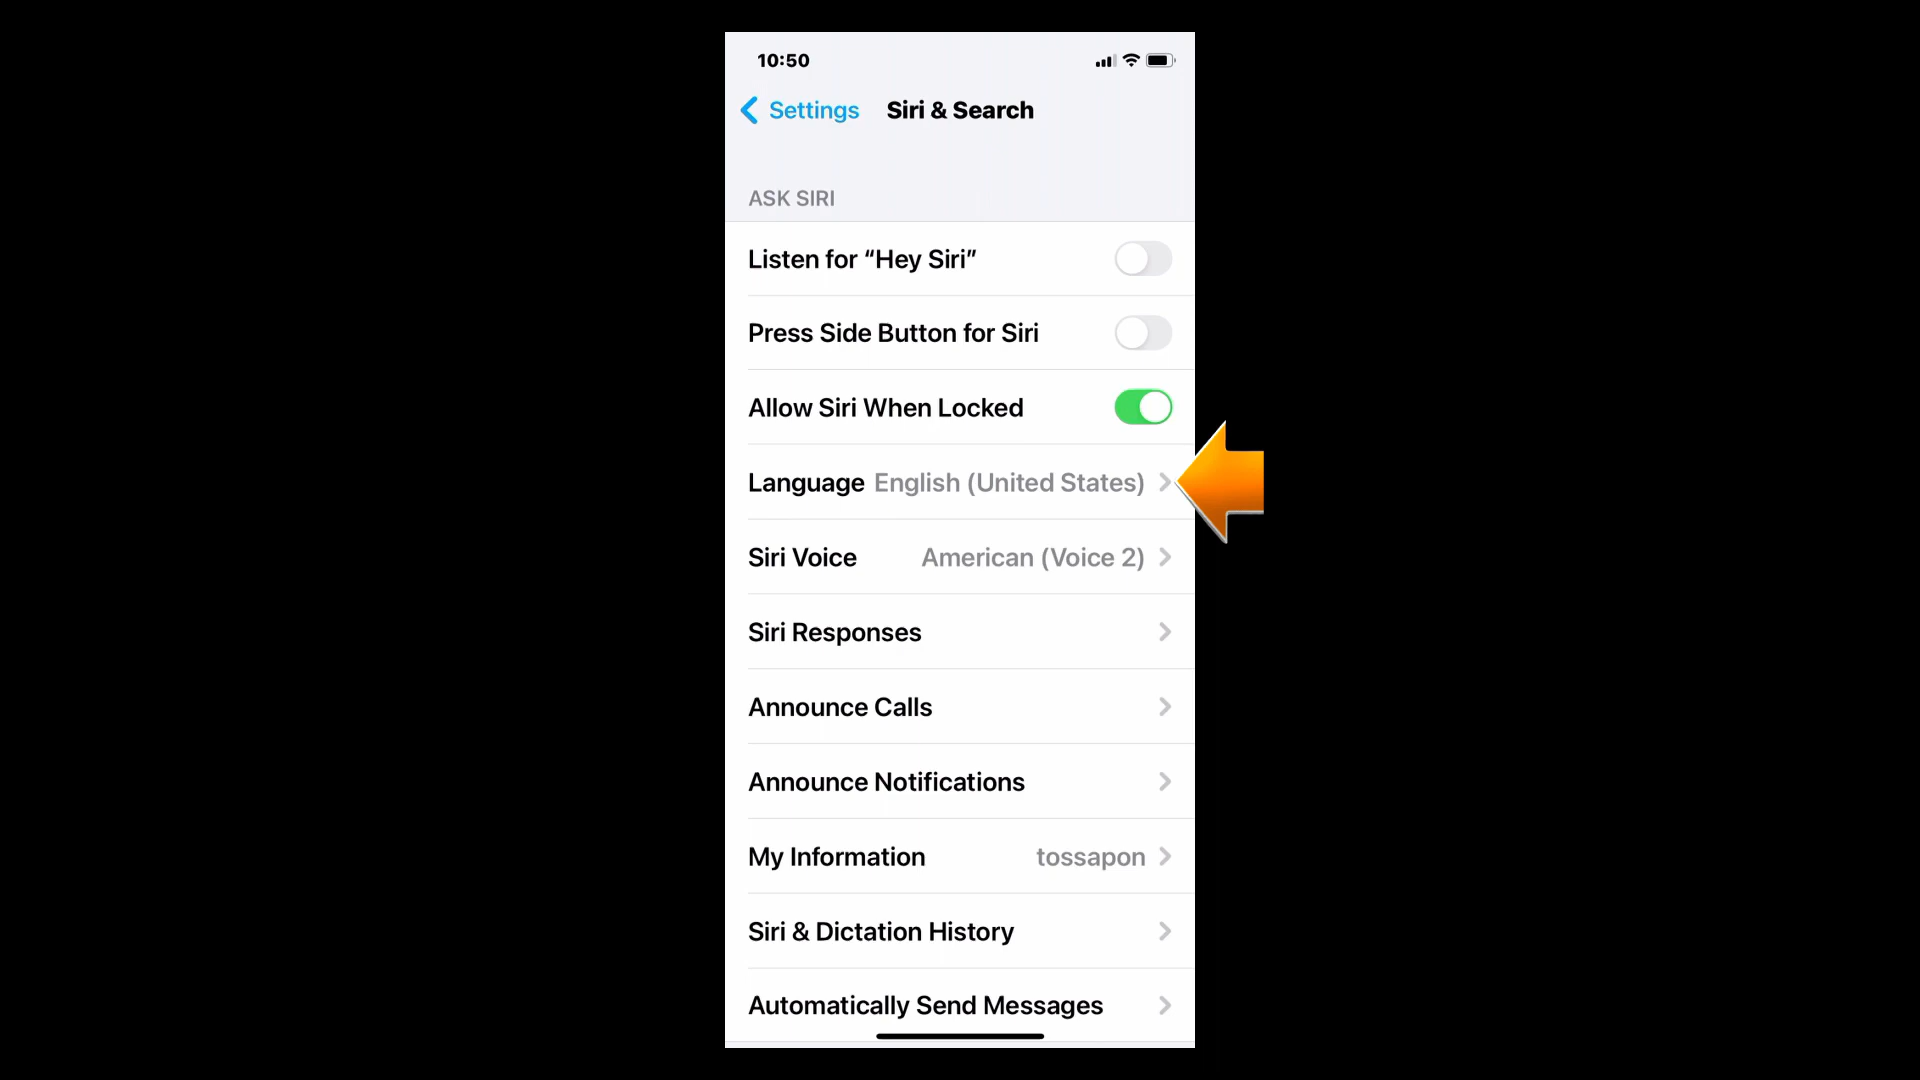 10:50
Settings Siri & Search
ASK SIRI
Listen for “Hey Siri”
Press Side Button for Siri
Allow Siri When Locked
Language English (United States)
Siri Voice American (Voice 2)
Siri Responses
Announce Calls
Announce Notifications
My Information tossapon
Siri & Dictation History
Automatically Send Messages